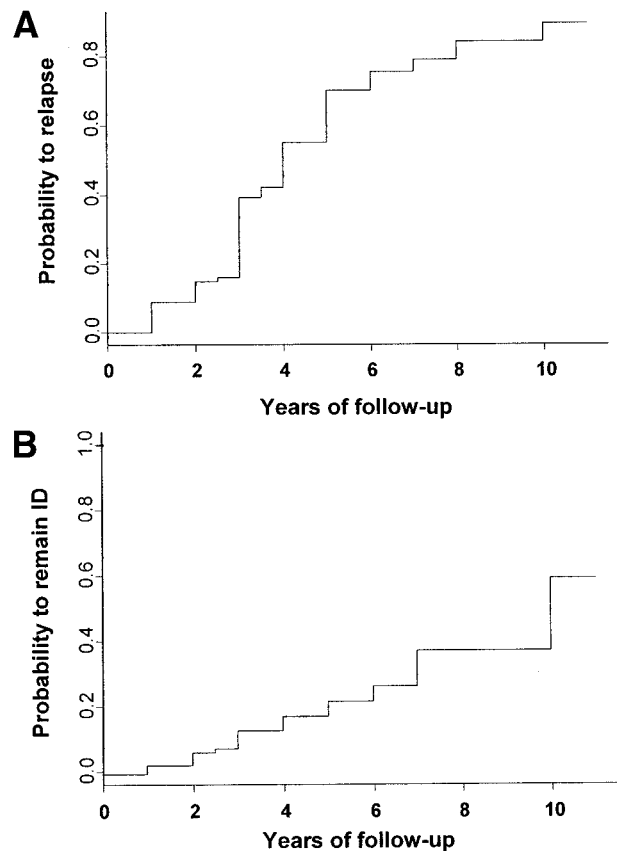 A
Probability to relapse
0.8
0.6
0.4
0.2
0.0
0 2 4 6 8 10
Years of follow-up
B
Probability to remain ID
1.0
0.8
0.6
0.4
0.2
0.0
0 2 4 6 8 10
Years of follow-up